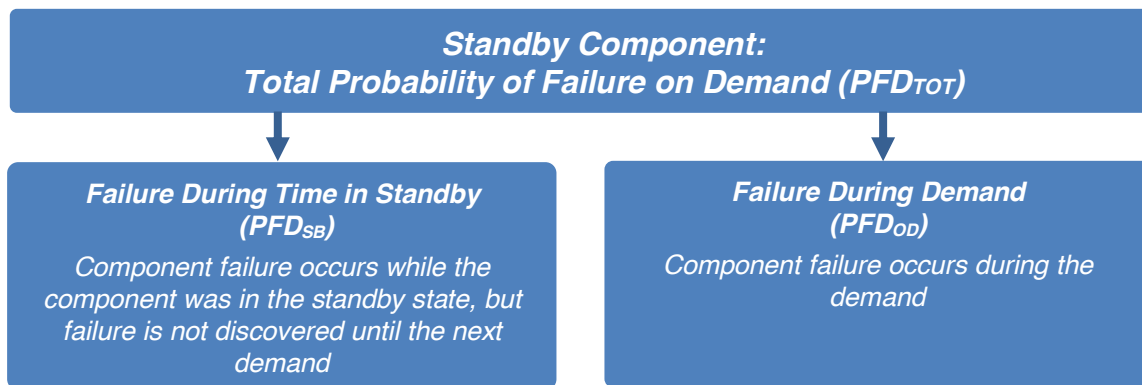 Standby Component:
Total Probability of Failure on Demand (PFDTOT)
Failure During Time in Standby
(PFDSB)
Component failure occurs while the
component was in the standby state, but
failure is not discovered until the next
demand
Failure During Demand
(PFDOD)
Component failure occurs during the
demand